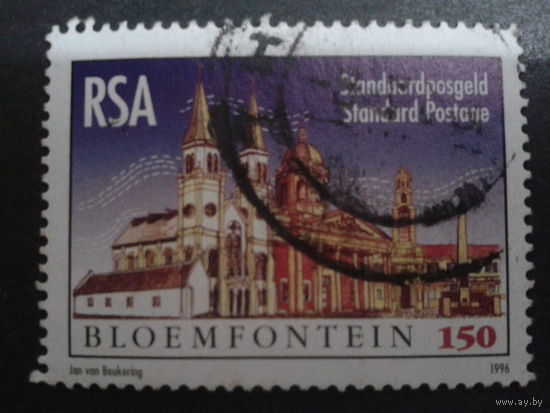 RSA
Standaardposgeld
Standard Postage
BLOEMFONTEIN 150
Jan van Beukering
1996
www.ay.by